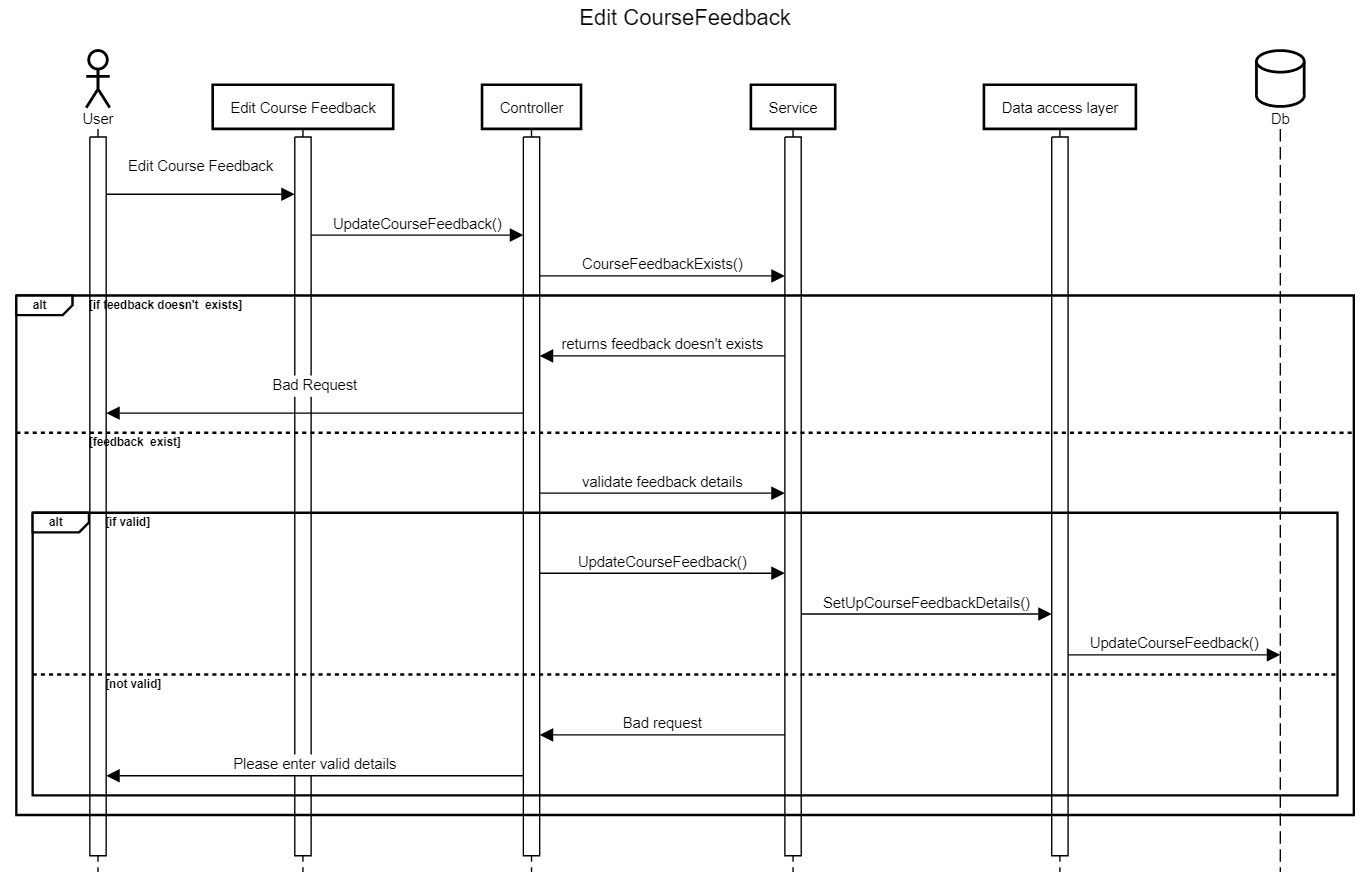 Edit CourseFeedback
User
Edit Course Feedback
Controller
Service
Data access layer
Db
Edit Course Feedback
UpdateCourseFeedback()
CourseFeedbackExists()
alt
[if feedback doesn't  exists]
returns feedback doesn't exists
Bad Request
[feedback  exist]
validate feedback details
alt
[if valid]
UpdateCourseFeedback()
SetUpCourseFeedbackDetails()
UpdateCourseFeedback()
[not valid]
Bad request
Please enter valid details